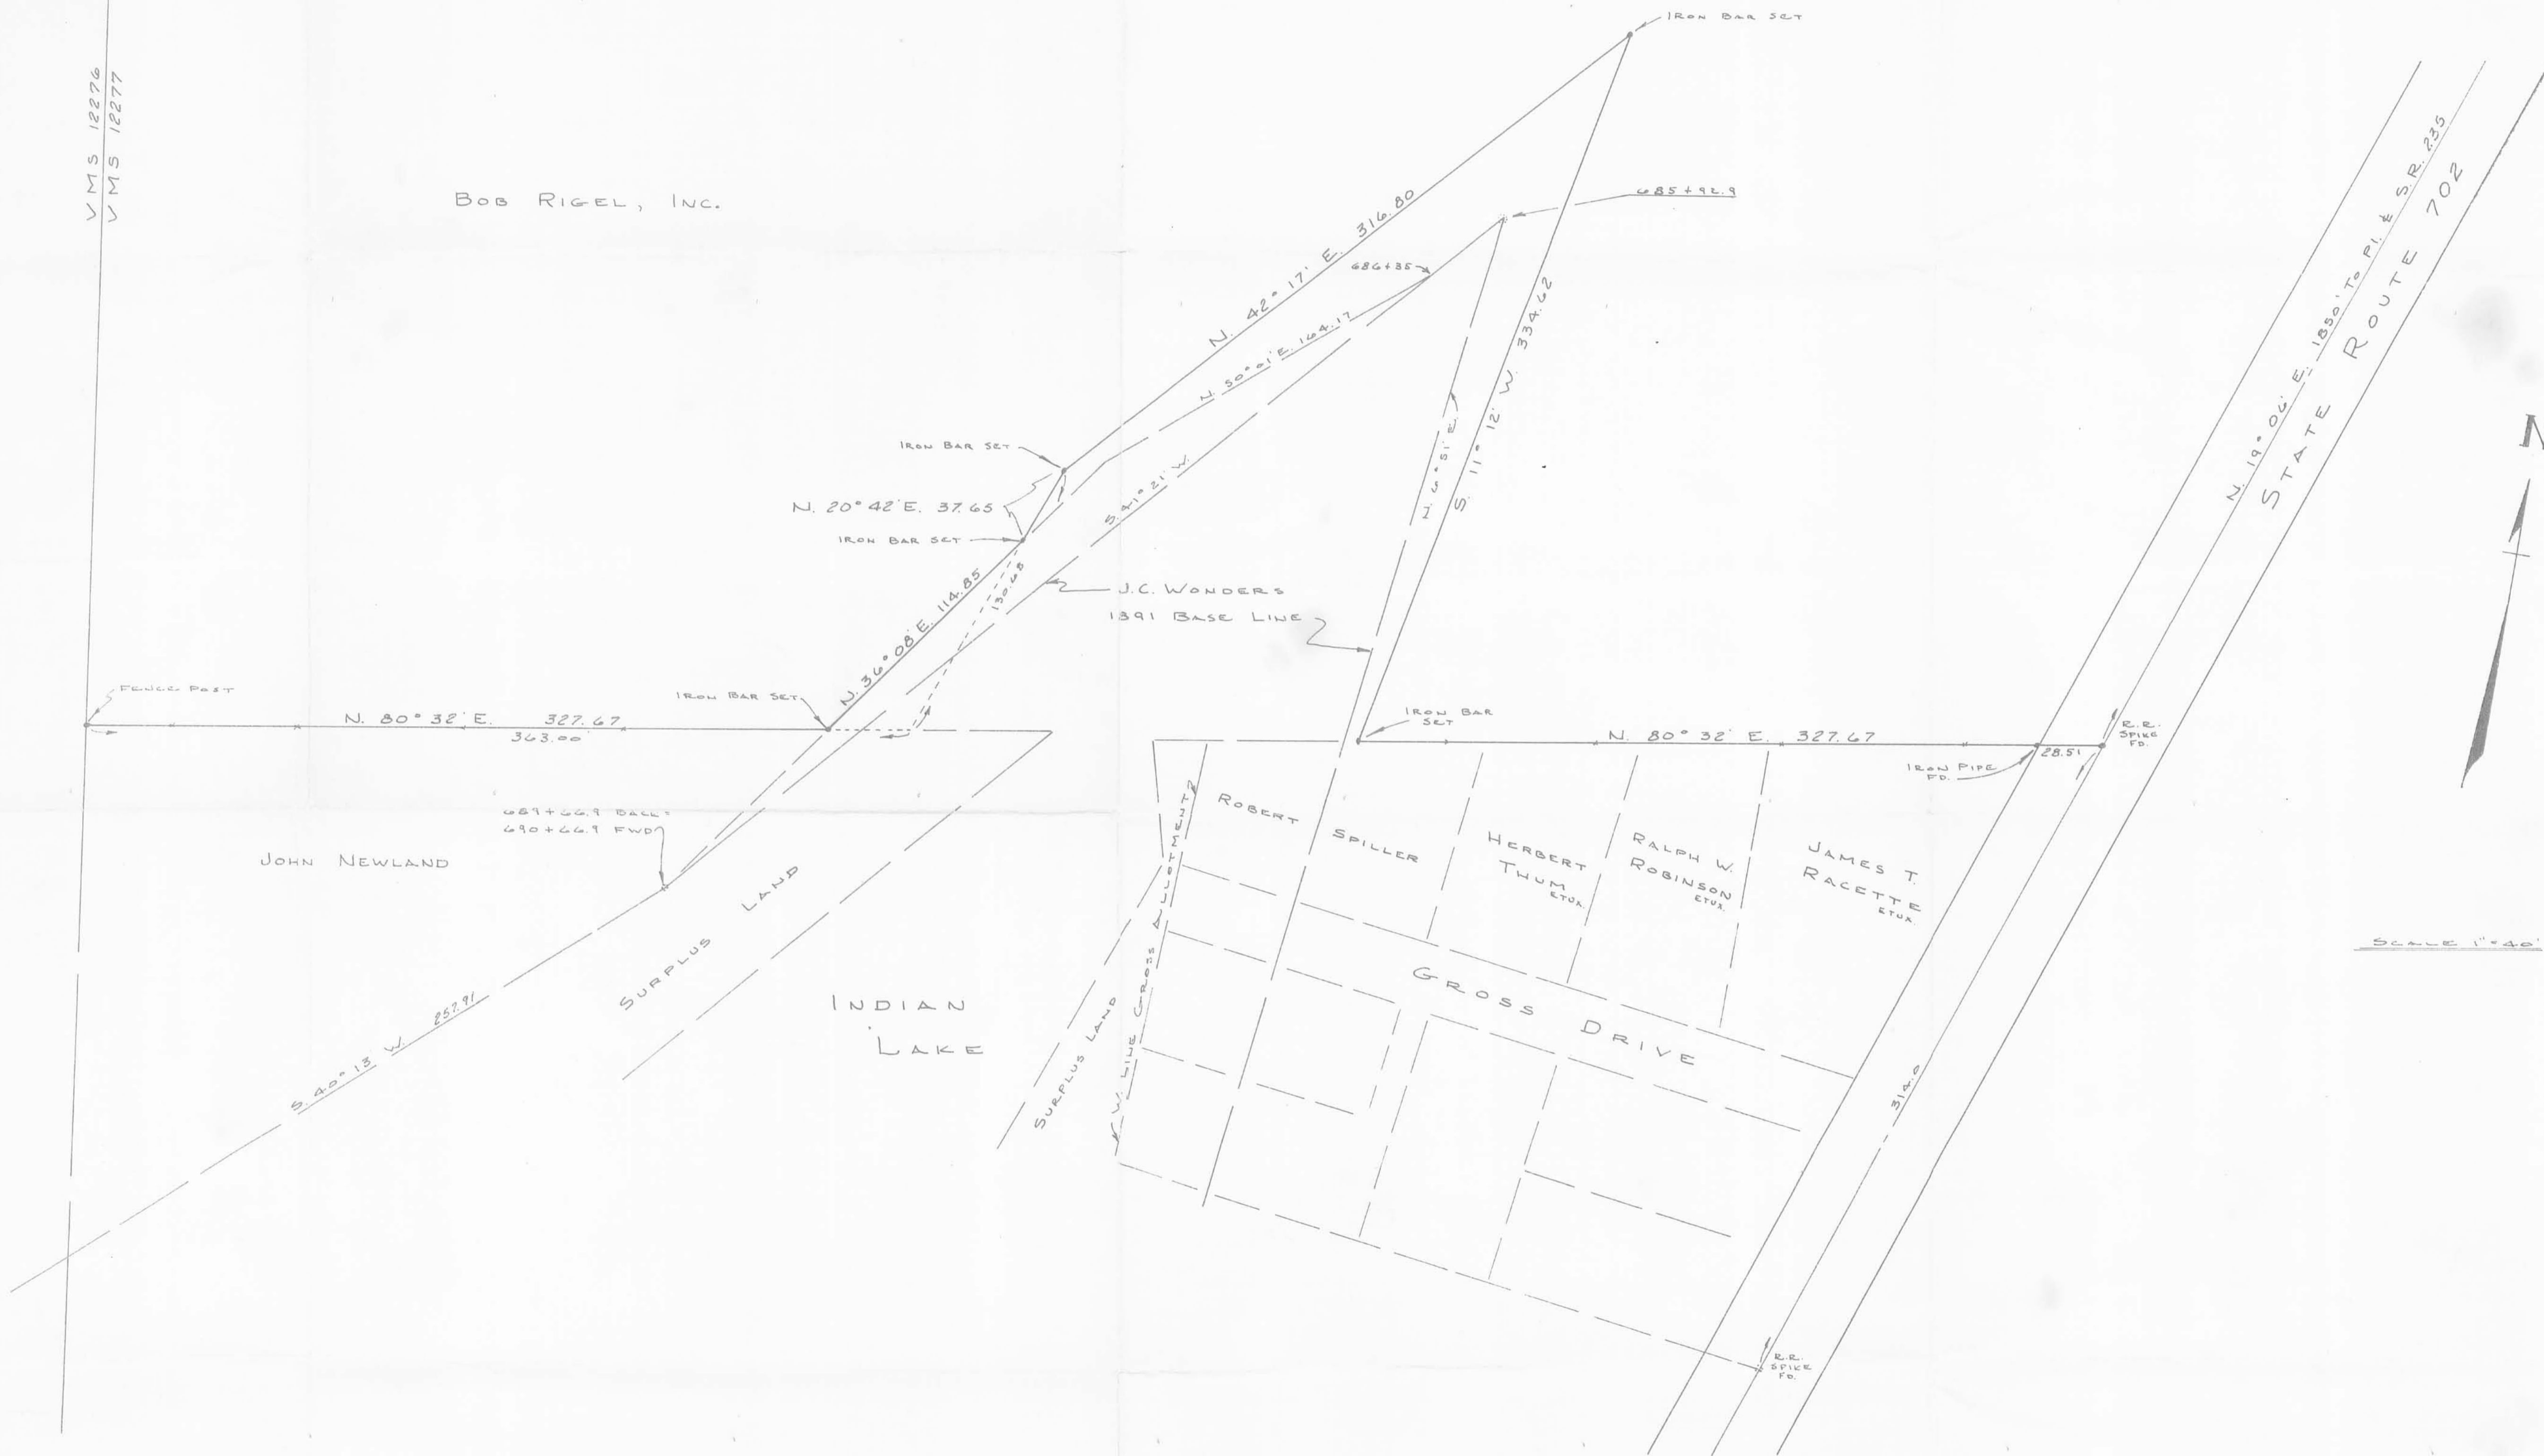 IRON BAR SET
VMS 12276
VMS 12277
BOB RIGEL, INC.
685+92.9
N. 42° 17' E. 316.80
686+35
N. 50° 01' E. 164.17
N. 6° 51' E.
S. 11° 12' W. 334.62
N. 19° 06' E. 1850' TO P.I. ₵ S.R. 235
STATE ROUTE 702
N
IRON BAR SET
N. 20° 42' E. 37.65
IRON BAR SET
S. 41° 21' W.
130.68
J.C. WONDERS
1891 BASE LINE
N. 36° 08' E. 114.85
FENCE POST
IRON BAR SET
N. 80° 32' E. 327.67
363.00
IRON BAR
SET
N. 80° 32' E. 327.67
R.R.
SPIKE
FD.
28.51
IRON PIPE
FD.
689+66.9 BACK=
690+66.9 FWD
JOHN NEWLAND
SURPLUS LAND
ROBERT SPILLER
HERBERT
THUM
ETUX.
RALPH W.
ROBINSON
ETUX.
JAMES T.
RACETTE
ETUX.
SCALE 1"=40'
S. 40° 13' W. 257.91
INDIAN
LAKE
SURPLUS LAND
W. LINE GROSS ALLOTMENT
GROSS DRIVE
314.0
R.R.
SPIKE
FD.